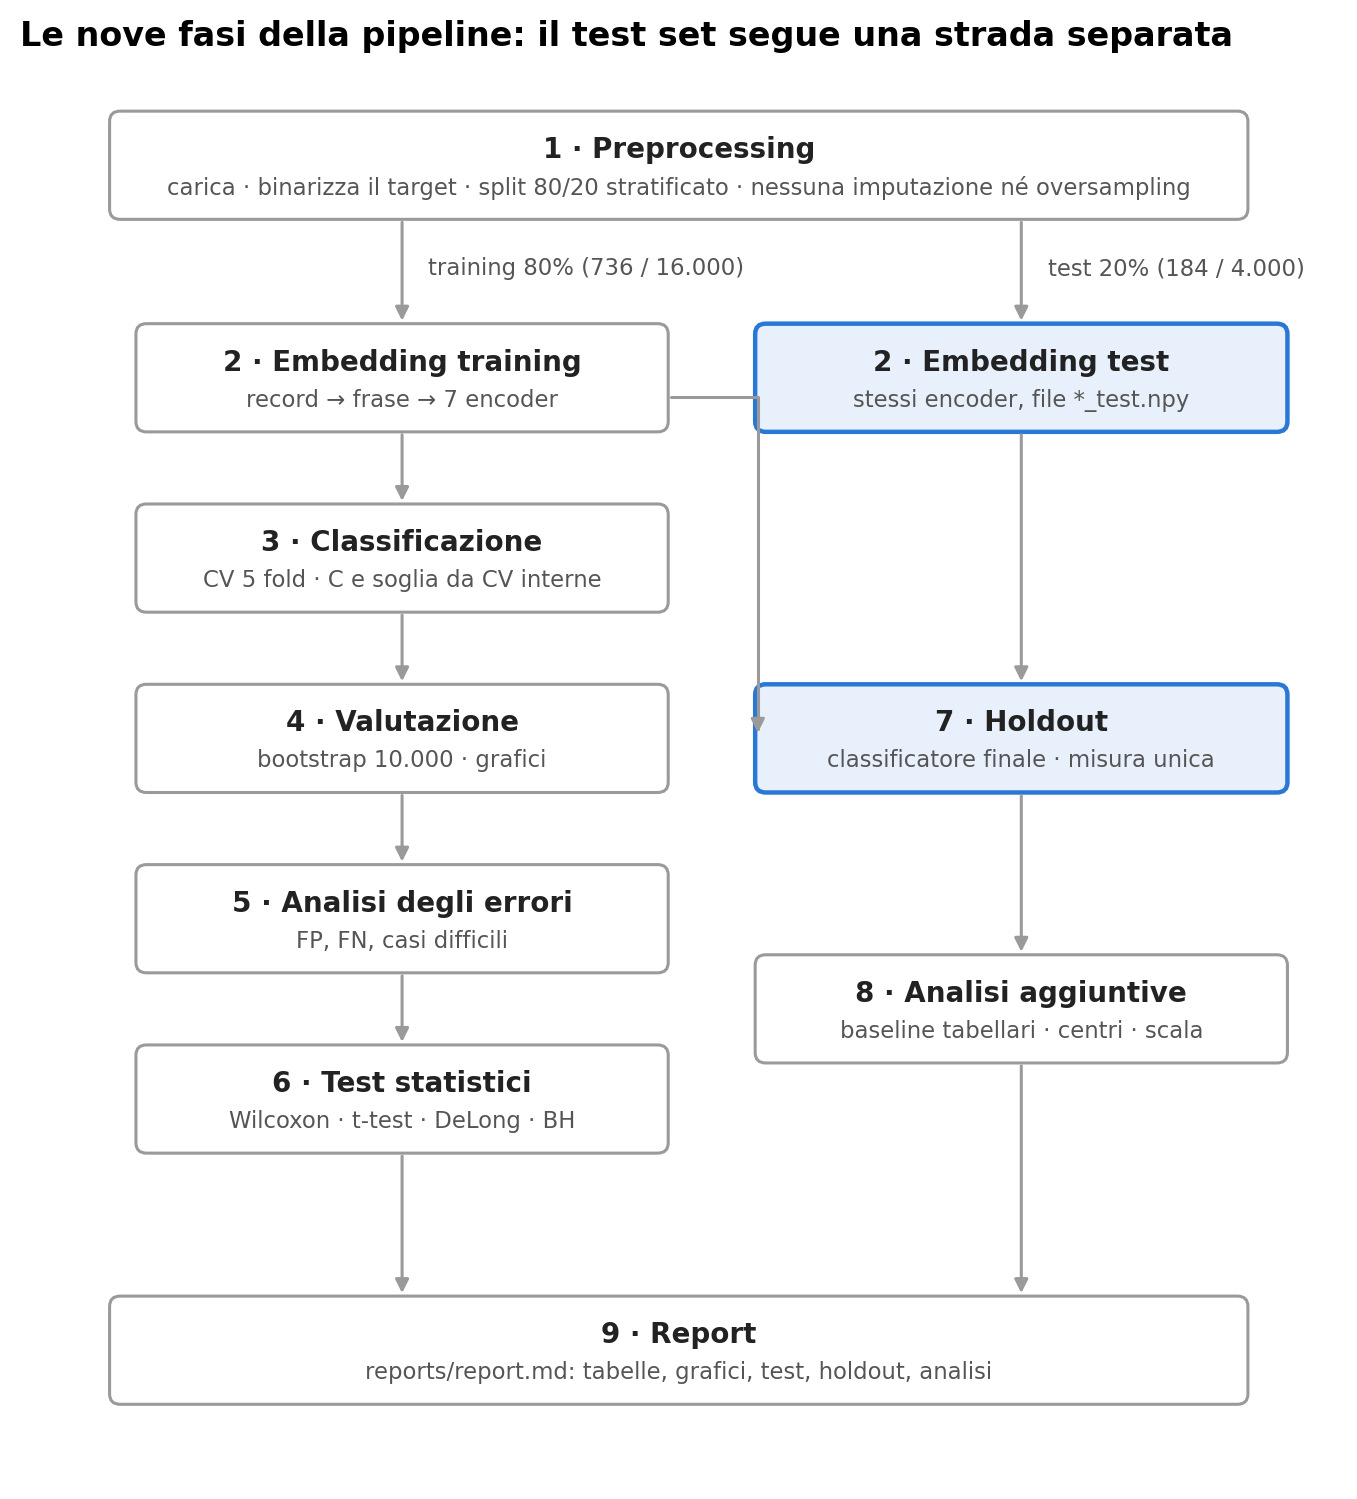 Le nove fasi della pipeline: il test set segue una strada separata
1 · Preprocessing
carica · binarizza il target · split 80/20 stratificato · nessuna imputazione né oversampling
training 80% (736 / 16.000)
test 20% (184 / 4.000)
2 · Embedding training
record → frase → 7 encoder
2 · Embedding test
stessi encoder, file *_test.npy
3 · Classificazione
CV 5 fold · C e soglia da CV interne
4 · Valutazione
bootstrap 10.000 · grafici
7 · Holdout
classificatore finale · misura unica
5 · Analisi degli errori
FP, FN, casi difficili
8 · Analisi aggiuntive
baseline tabellari · centri · scala
6 · Test statistici
Wilcoxon · t-test · DeLong · BH
9 · Report
reports/report.md: tabelle, grafici, test, holdout, analisi